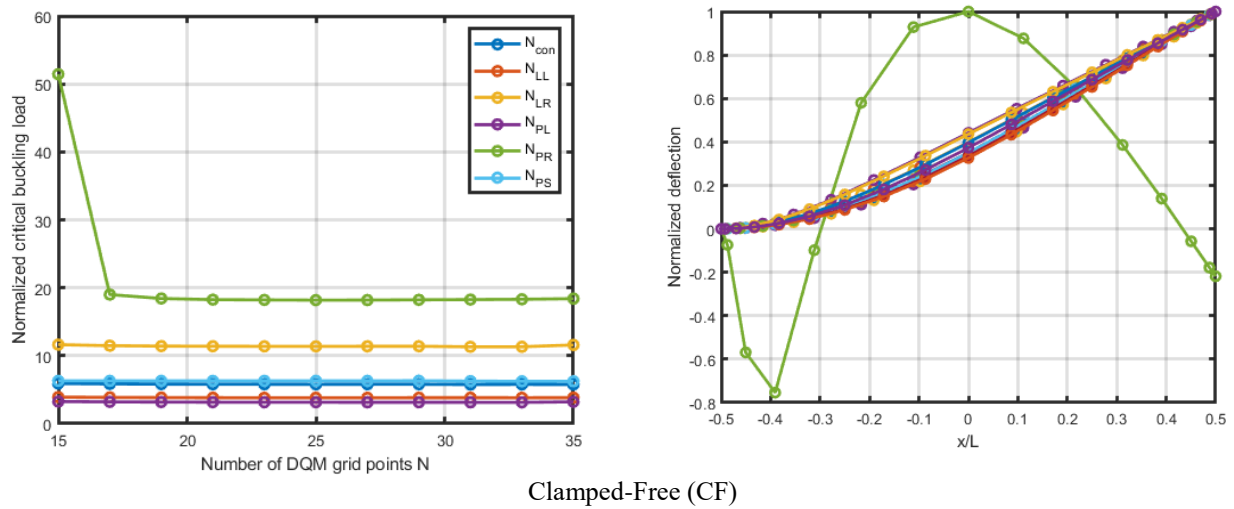 60
50
40
30
20
10
0
15 20 25 30 35
Normalized critical buckling load
Number of DQM grid points N
N_con
N_LL
N_LR
N_PL
N_PR
N_PS
1
0.8
0.6
0.4
0.2
0
-0.2
-0.4
-0.6
-0.8
-0.5 -0.4 -0.3 -0.2 -0.1 0 0.1 0.2 0.3 0.4 0.5
Normalized deflection
x/L
Clamped-Free (CF)